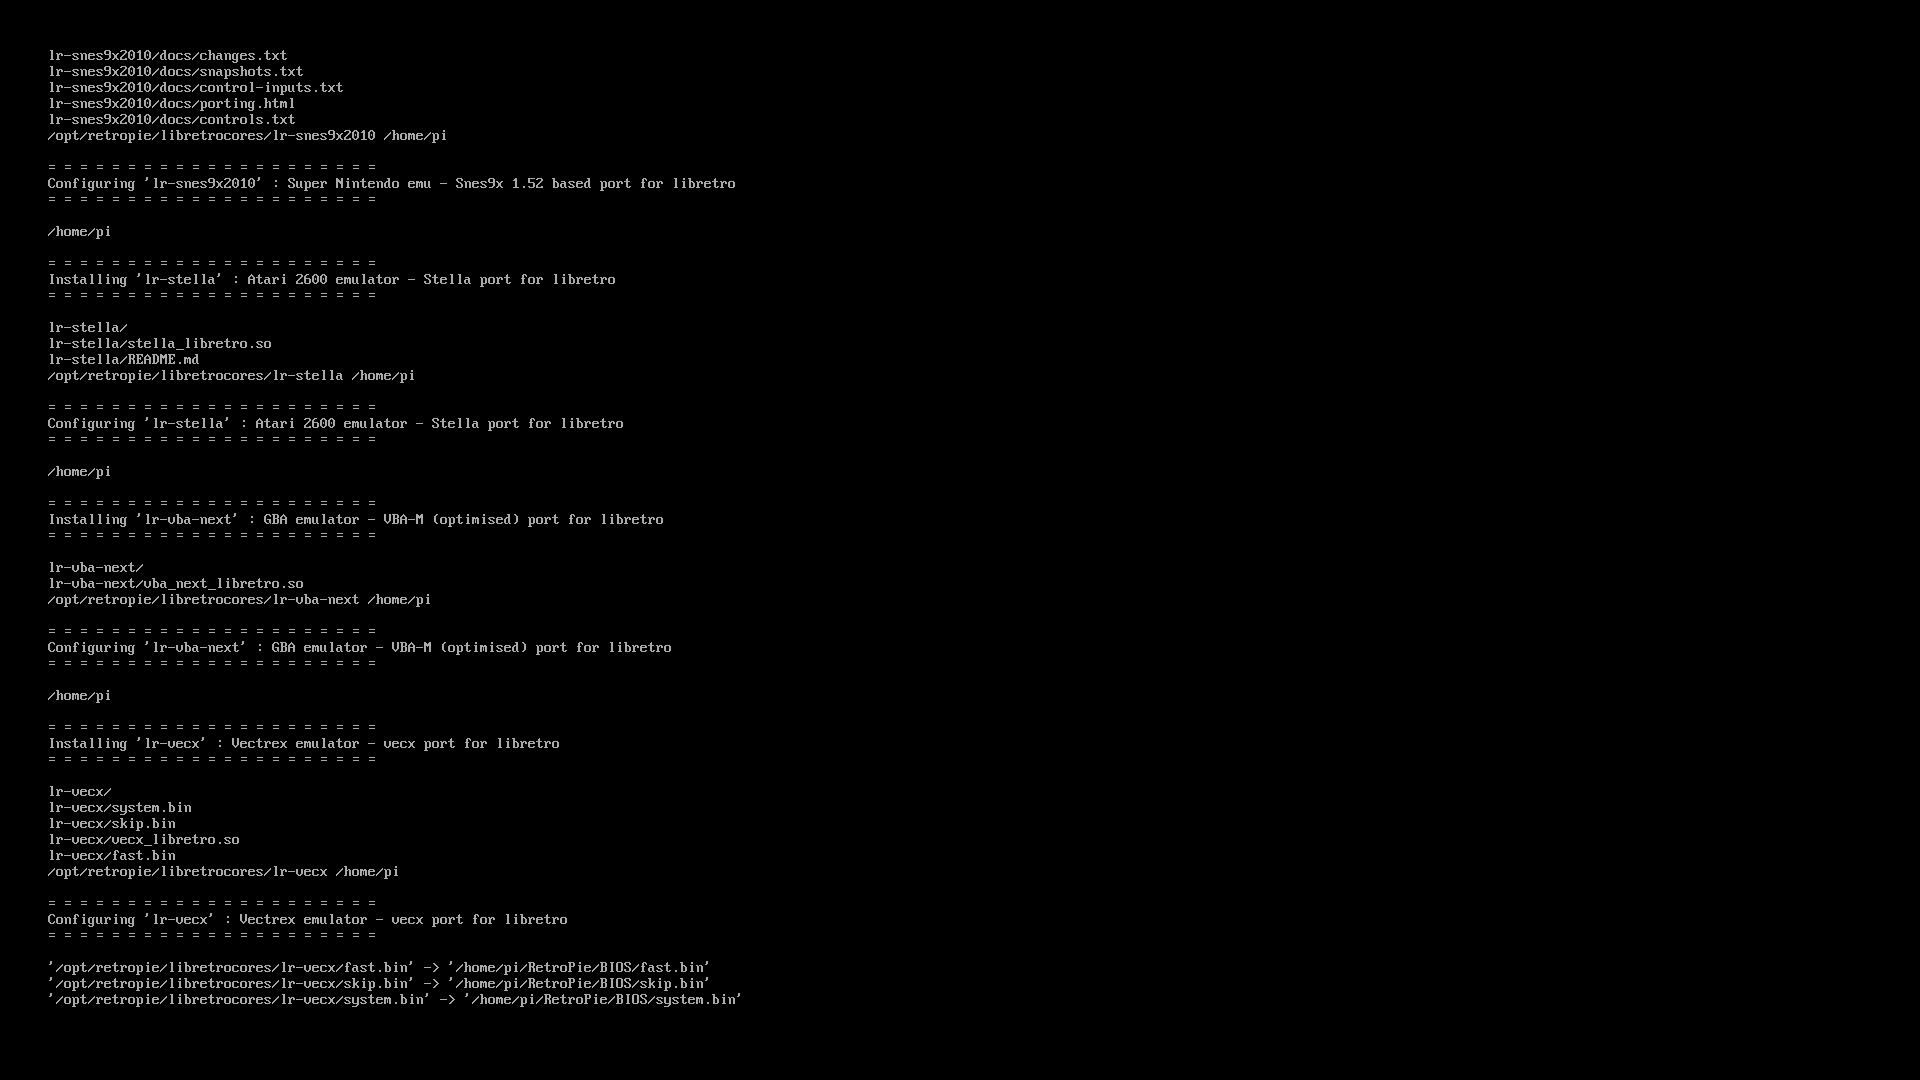 lr-snes9x2010/docs/changes.txt
lr-snes9x2010/docs/snapshots.txt
lr-snes9x2010/docs/control-inputs.txt
lr-snes9x2010/docs/porting.html
lr-snes9x2010/docs/controls.txt
/opt/retropie/libretrocores/lr-snes9x2010 /home/pi
= = = = = = = = = = = = = = = = = = = = =
Configuring 'lr-snes9x2010' : Super Nintendo emu - Snes9x 1.52 based port for libretro
= = = = = = = = = = = = = = = = = = = = =
/home/pi
= = = = = = = = = = = = = = = = = = = = =
Installing 'lr-stella' : Atari 2600 emulator - Stella port for libretro
= = = = = = = = = = = = = = = = = = = = =
lr-stella/
lr-stella/stella_libretro.so
lr-stella/README.md
/opt/retropie/libretrocores/lr-stella /home/pi
= = = = = = = = = = = = = = = = = = = = =
Configuring 'lr-stella' : Atari 2600 emulator - Stella port for libretro
= = = = = = = = = = = = = = = = = = = = =
/home/pi
= = = = = = = = = = = = = = = = = = = = =
Installing 'lr-vba-next' : GBA emulator - VBA-M (optimised) port for libretro
= = = = = = = = = = = = = = = = = = = = =
lr-vba-next/
lr-vba-next/vba_next_libretro.so
/opt/retropie/libretrocores/lr-vba-next /home/pi
= = = = = = = = = = = = = = = = = = = = =
Configuring 'lr-vba-next' : GBA emulator - VBA-M (optimised) port for libretro
= = = = = = = = = = = = = = = = = = = = =
/home/pi
= = = = = = = = = = = = = = = = = = = = =
Installing 'lr-vecx' : Vectrex emulator - vecx port for libretro
= = = = = = = = = = = = = = = = = = = = =
lr-vecx/
lr-vecx/system.bin
lr-vecx/skip.bin
lr-vecx/vecx_libretro.so
lr-vecx/fast.bin
/opt/retropie/libretrocores/lr-vecx /home/pi
= = = = = = = = = = = = = = = = = = = = =
Configuring 'lr-vecx' : Vectrex emulator - vecx port for libretro
= = = = = = = = = = = = = = = = = = = = =
'/opt/retropie/libretrocores/lr-vecx/fast.bin' -> '/home/pi/RetroPie/BIOS/fast.bin'
'/opt/retropie/libretrocores/lr-vecx/skip.bin' -> '/home/pi/RetroPie/BIOS/skip.bin'
'/opt/retropie/libretrocores/lr-vecx/system.bin' -> '/home/pi/RetroPie/BIOS/system.bin'